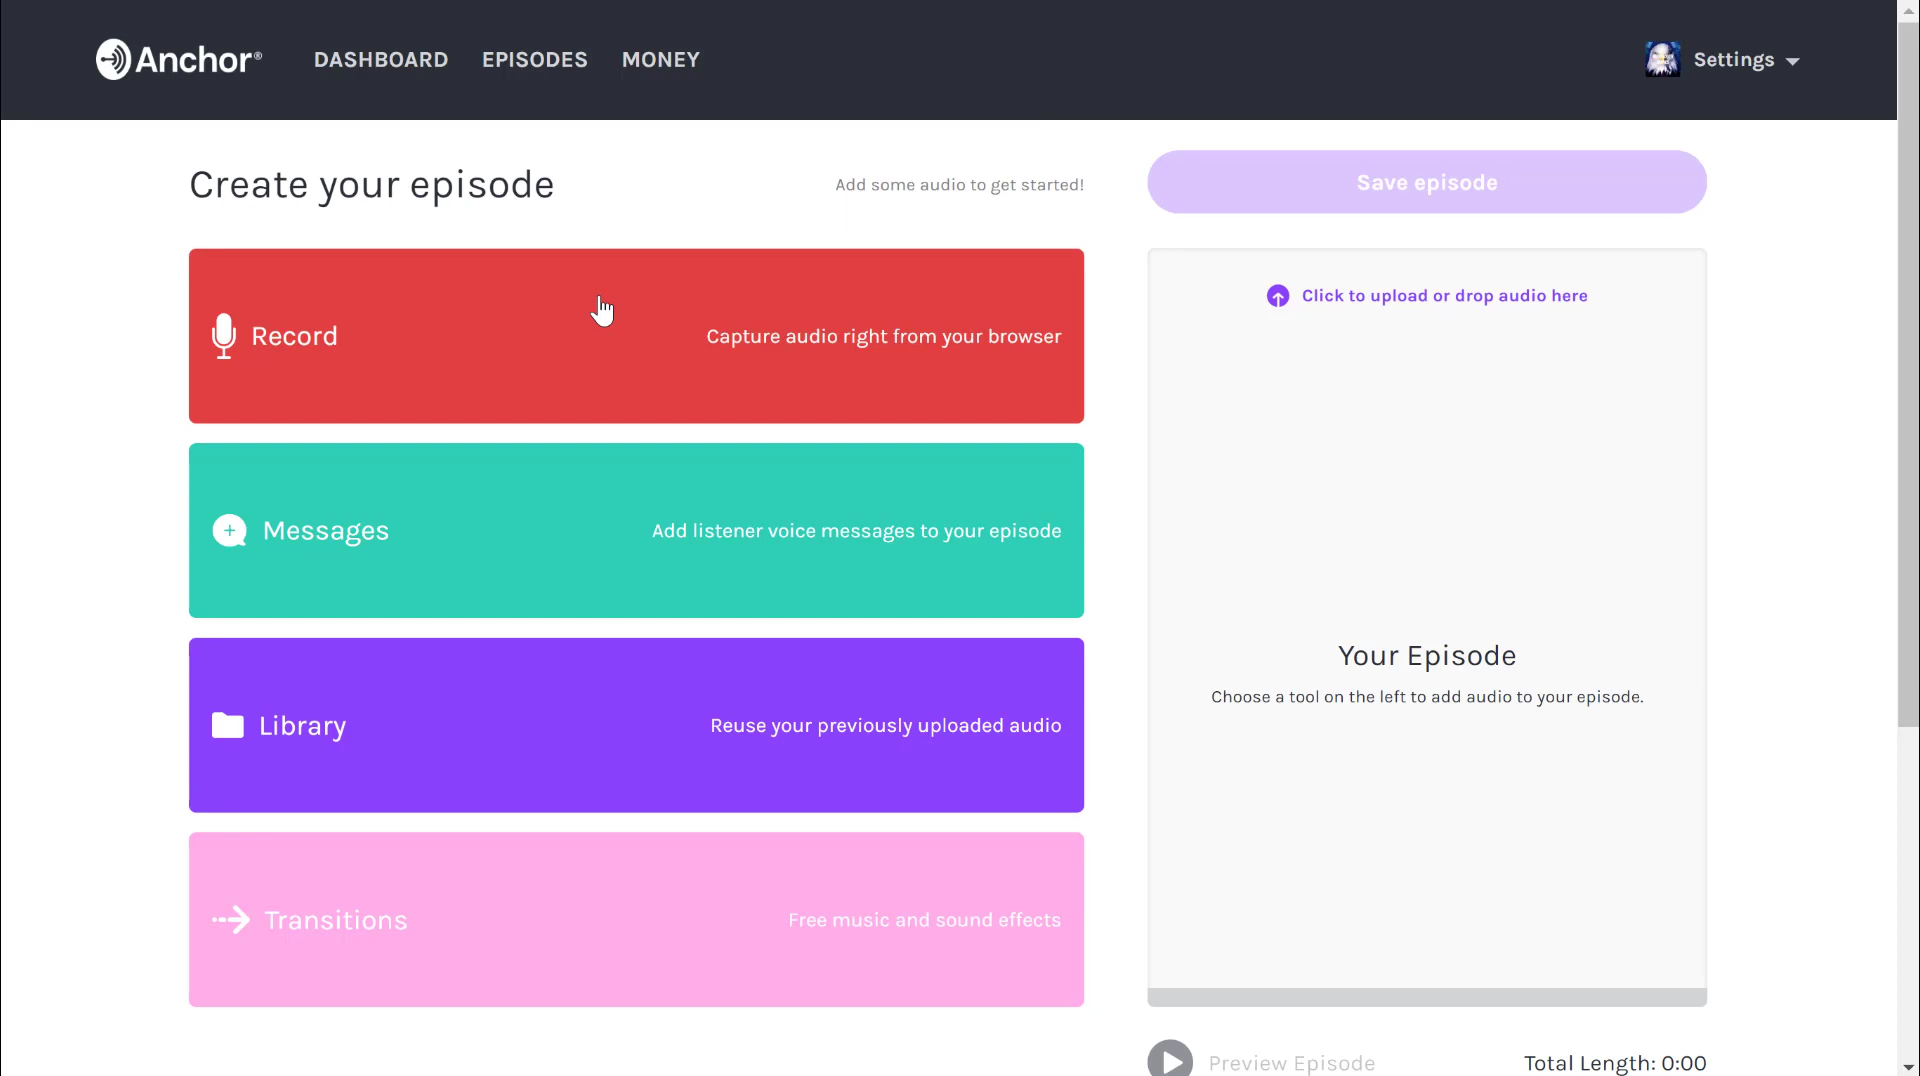 Anchor®
DASHBOARD
EPISODES
MONEY
Settings
Create your episode
Add some audio to get started!
Save episode
Record
Capture audio right from your browser
Click to upload or drop audio here
Messages
Add listener voice messages to your episode
Your Episode
Choose a tool on the left to add audio to your episode.
Library
Reuse your previously uploaded audio
Transitions
Free music and sound effects
Preview Episode
Total Length: 0:00